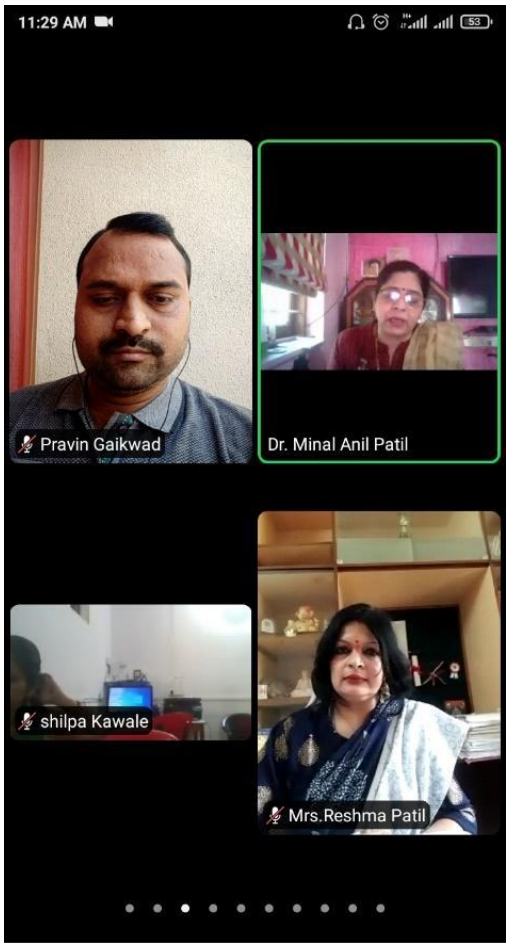 11:29 AM
53
Pravin Gaikwad
Dr. Minal Anil Patil
shilpa Kawale
Mrs.Reshma Patil